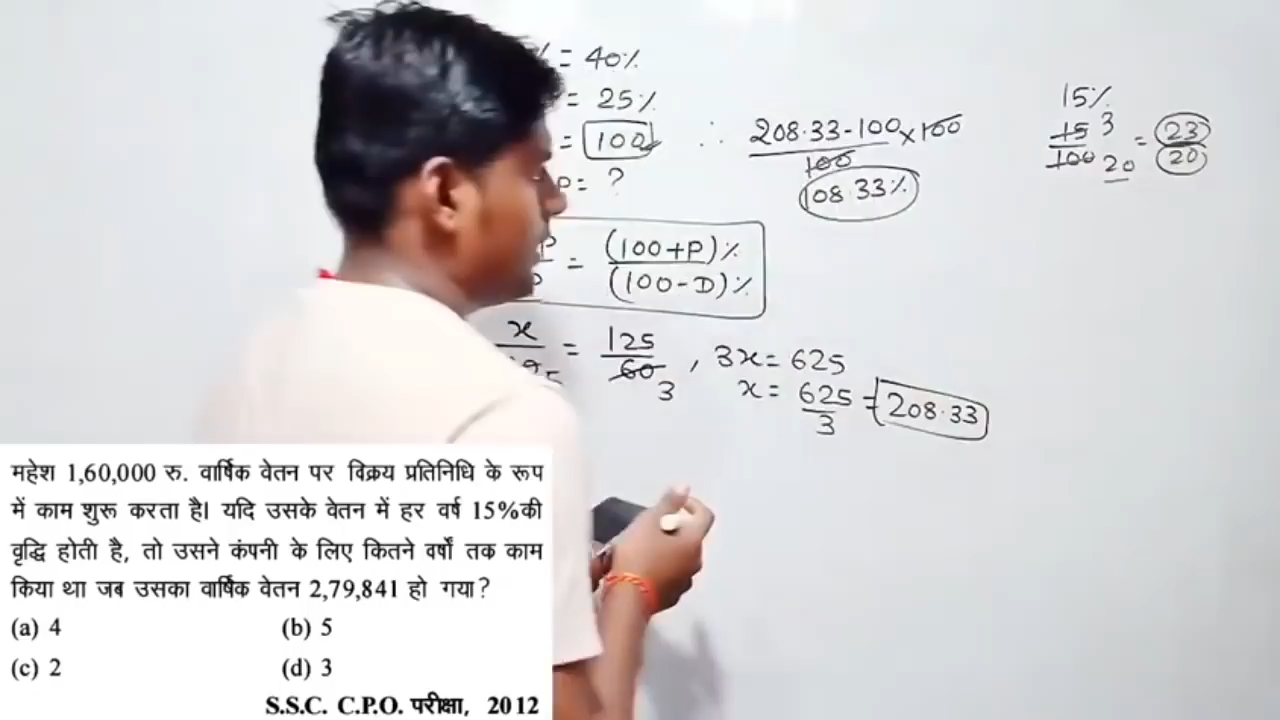 % = 40%
= 25%
= 100
P = ?
∴ 208.33-100/100 × 100
108.33%
15%
15/100 3/20 = 23/20
= (100+P)% / (100-D)%
x/ = 125/60 3 , 3x = 625
x = 625/3 = 208.33
महेश 1,60,000 रु. वार्षिक वेतन पर विक्रय प्रतिनिधि के रूप
में काम शुरू करता है। यदि उसके वेतन में हर वर्ष 15%की
वृद्धि होती है, तो उसने कंपनी के लिए कितने वर्षों तक काम
किया था जब उसका वार्षिक वेतन 2,79,841 हो गया?
(a) 4 (b) 5
(c) 2 (d) 3
S.S.C. C.P.O. परीक्षा, 2012